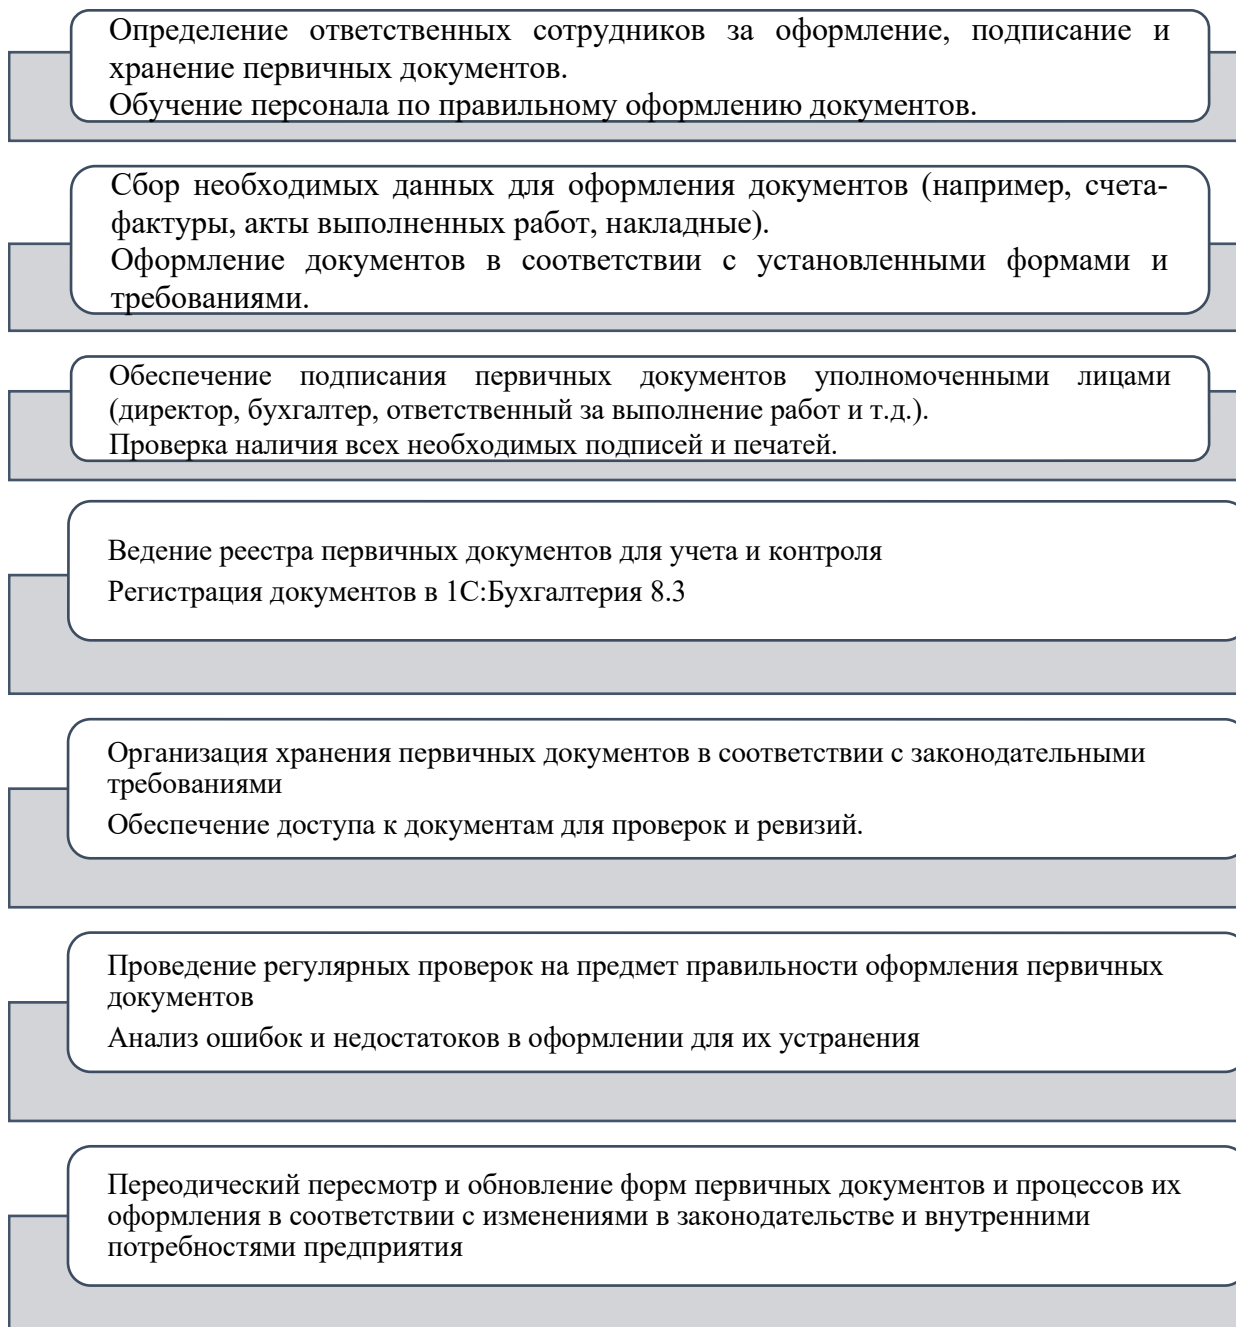 Определение ответственных сотрудников за оформление, подписание и
хранение первичных документов.
Обучение персонала по правильному оформлению документов.
Сбор необходимых данных для оформления документов (например, счета-
фактуры, акты выполненных работ, накладные).
Оформление документов в соответствии с установленными формами и
требованиями.
Обеспечение подписания первичных документов уполномоченными лицами
(директор, бухгалтер, ответственный за выполнение работ и т.д.).
Проверка наличия всех необходимых подписей и печатей.
Ведение реестра первичных документов для учета и контроля
Регистрация документов в 1С:Бухгалтерия 8.3
Организация хранения первичных документов в соответствии с законодательными
требованиями
Обеспечение доступа к документам для проверок и ревизий.
Проведение регулярных проверок на предмет правильности оформления первичных
документов
Анализ ошибок и недостатоков в оформлении для их устранения
Переодический пересмотр и обновление форм первичных документов и процессов их
оформления в соответствии с изменениями в законодательстве и внутренними
потребностями предприятия